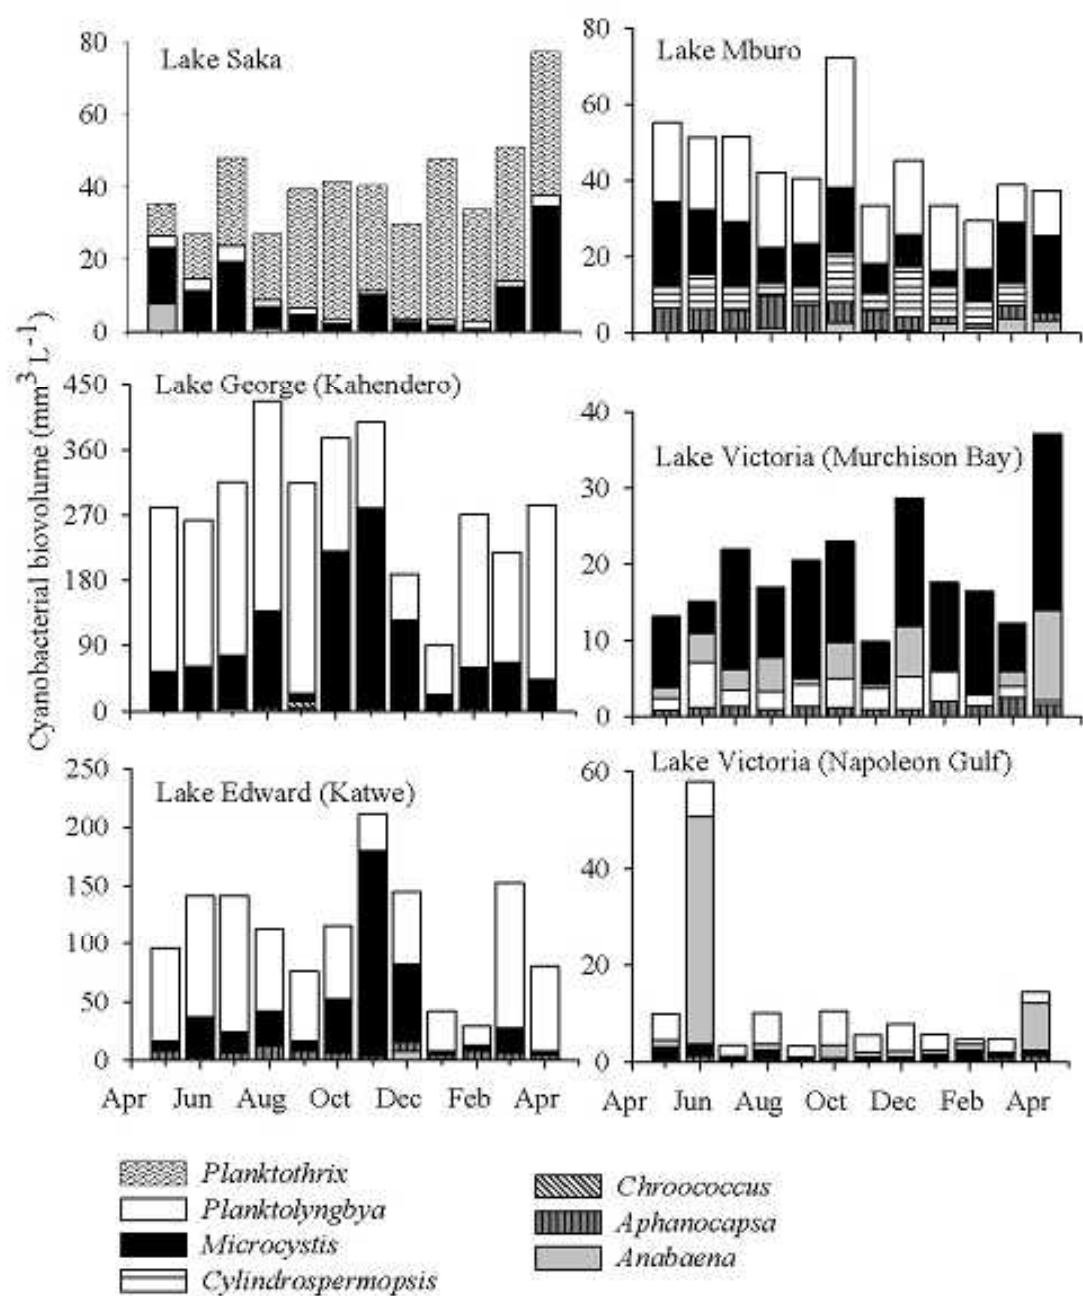 Cyanobacterial biovolume (mm³ L⁻¹)
Lake Saka
80
60
40
20
0
Lake Mburo
80
60
40
20
0
Lake George (Kahendero)
450
360
270
180
90
0
Lake Victoria (Murchison Bay)
40
30
20
10
0
Lake Edward (Katwe)
250
200
150
100
50
0
Apr Jun Aug Oct Dec Feb Apr
Lake Victoria (Napoleon Gulf)
60
40
20
0
Apr Jun Aug Oct Dec Feb Apr
Planktothrix
Planktolyngbya
Microcystis
Cylindrospermopsis
Chroococcus
Aphanocapsa
Anabaena